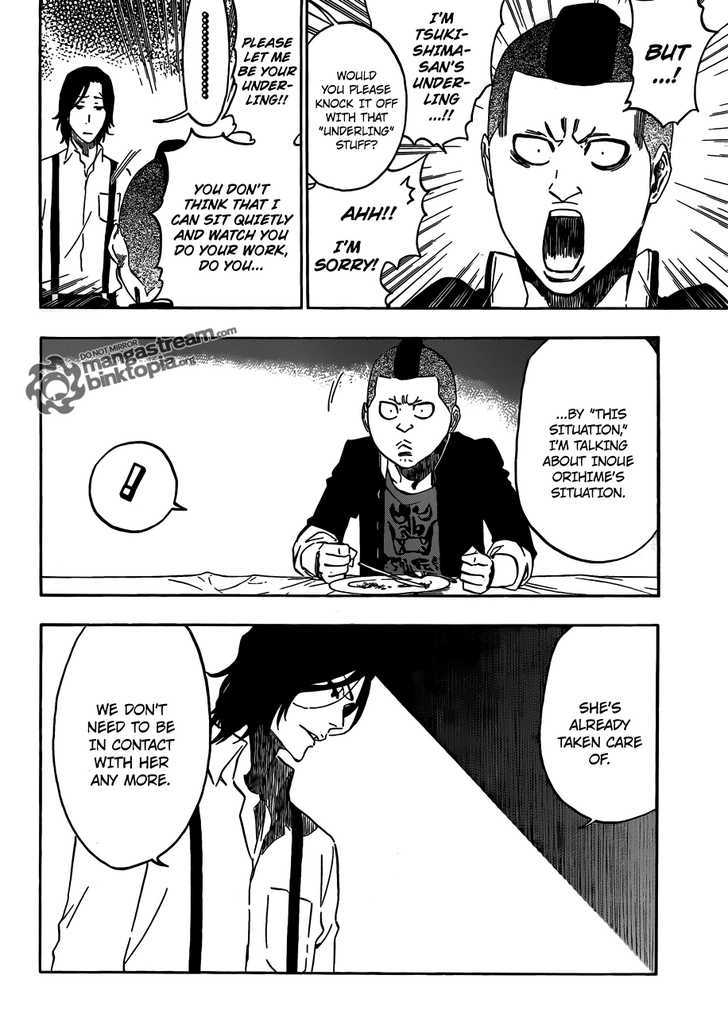 BUT
...!
I'M
TSUKI-
SHIMA-
SAN'S
UNDER-
LING
...!!
WOULD
YOU PLEASE
KNOCK IT OFF
WITH THAT
"UNDERLING"
STUFF?
AHH!!
I'M
SORRY!
.........
PLEASE
LET ME
BE YOUR
UNDER-
LING!!
YOU DON'T
THINK THAT I
CAN SIT QUIETLY
AND WATCH YOU
DO YOUR WORK,
DO YOU...
DO NOT MIRROR
mangastream.com
binktopia.org
...BY "THIS
SITUATION,"
I'M TALKING
ABOUT INOUE
ORIHIME'S
SITUATION.
!
SHE'S
ALREADY
TAKEN CARE
OF.
WE DON'T
NEED TO BE
IN CONTACT
WITH HER
ANY MORE.